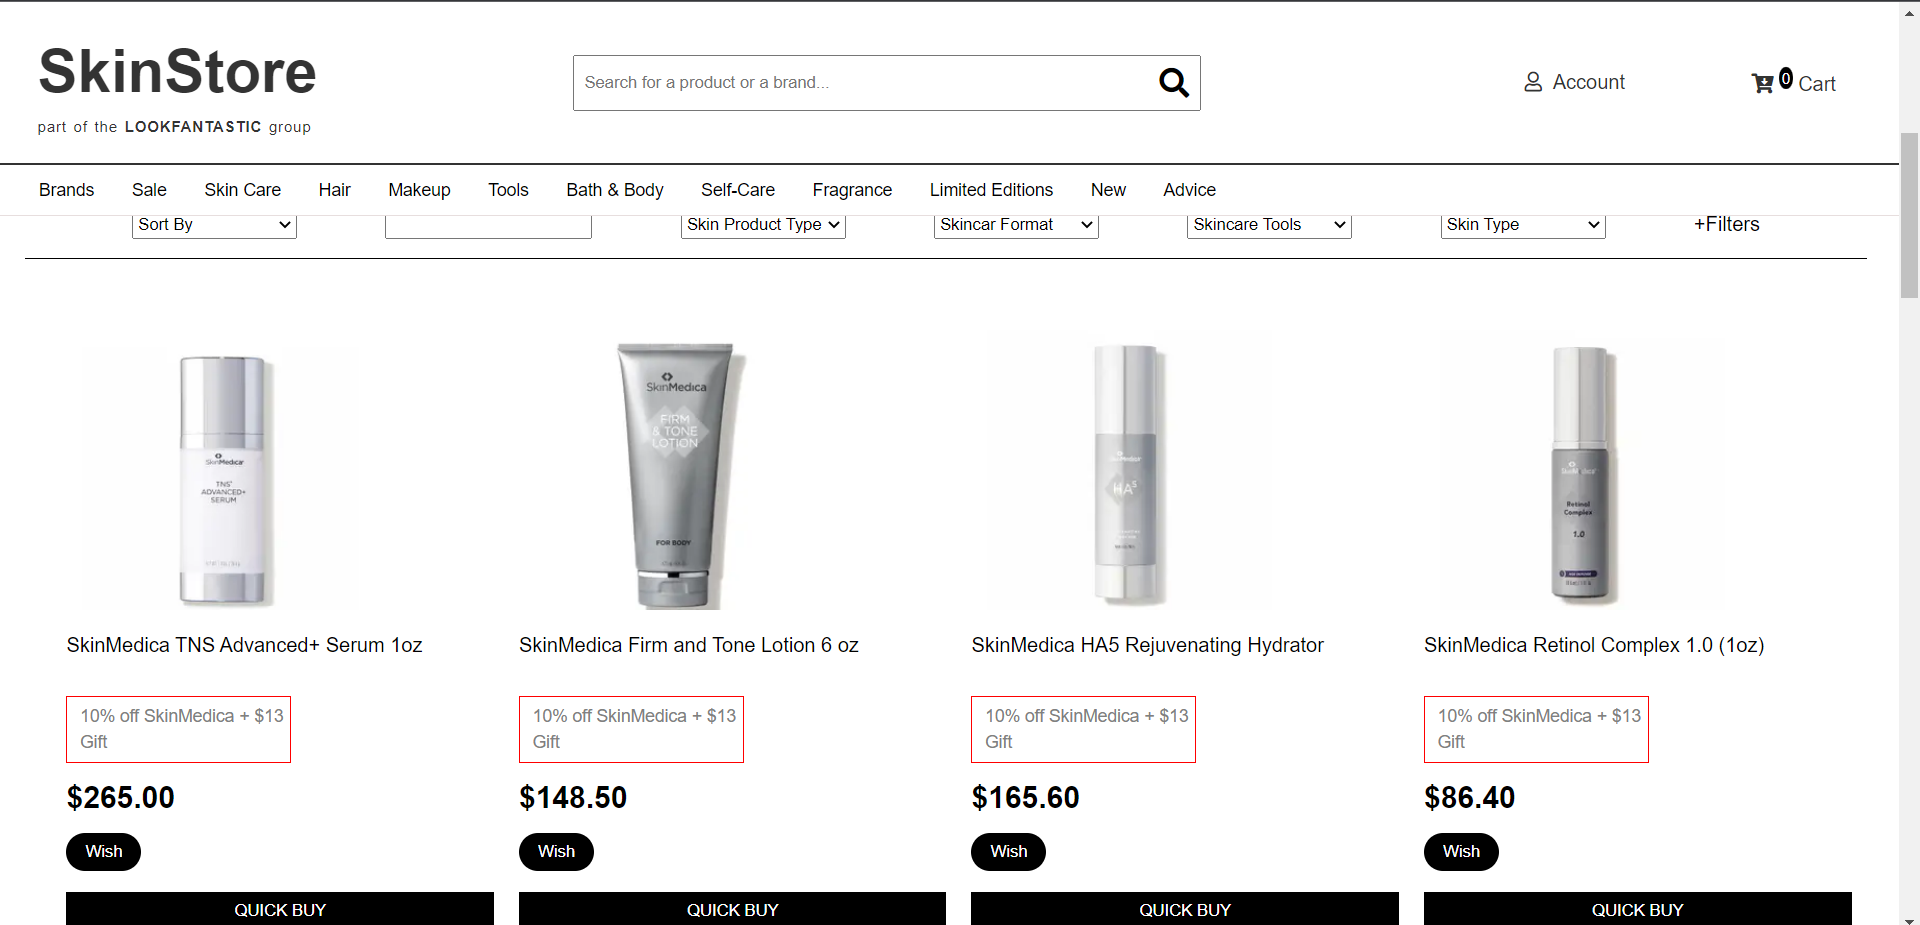 SkinStore
part of the LOOKFANTASTIC group
Search for a product or a brand...
Account
0 Cart
Brands Sale Skin Care Hair Makeup Tools Bath & Body Self-Care Fragrance Limited Editions New Advice
Sort By Skin Product Type Skincar Format Skincare Tools Skin Type +Filters
SkinMedica
TNS®
ADVANCED+
SERUM
SkinMedica
FIRM
& TONE
LOTION
FOR BODY
SkinMedica
HA5
SkinMedica
Retinol
Complex
1.0
SkinMedica TNS Advanced+ Serum 1oz
SkinMedica Firm and Tone Lotion 6 oz
SkinMedica HA5 Rejuvenating Hydrator
SkinMedica Retinol Complex 1.0 (1oz)
10% off SkinMedica + $13
Gift
10% off SkinMedica + $13
Gift
10% off SkinMedica + $13
Gift
10% off SkinMedica + $13
Gift
$265.00 $148.50 $165.60 $86.40
Wish Wish Wish Wish
QUICK BUY QUICK BUY QUICK BUY QUICK BUY